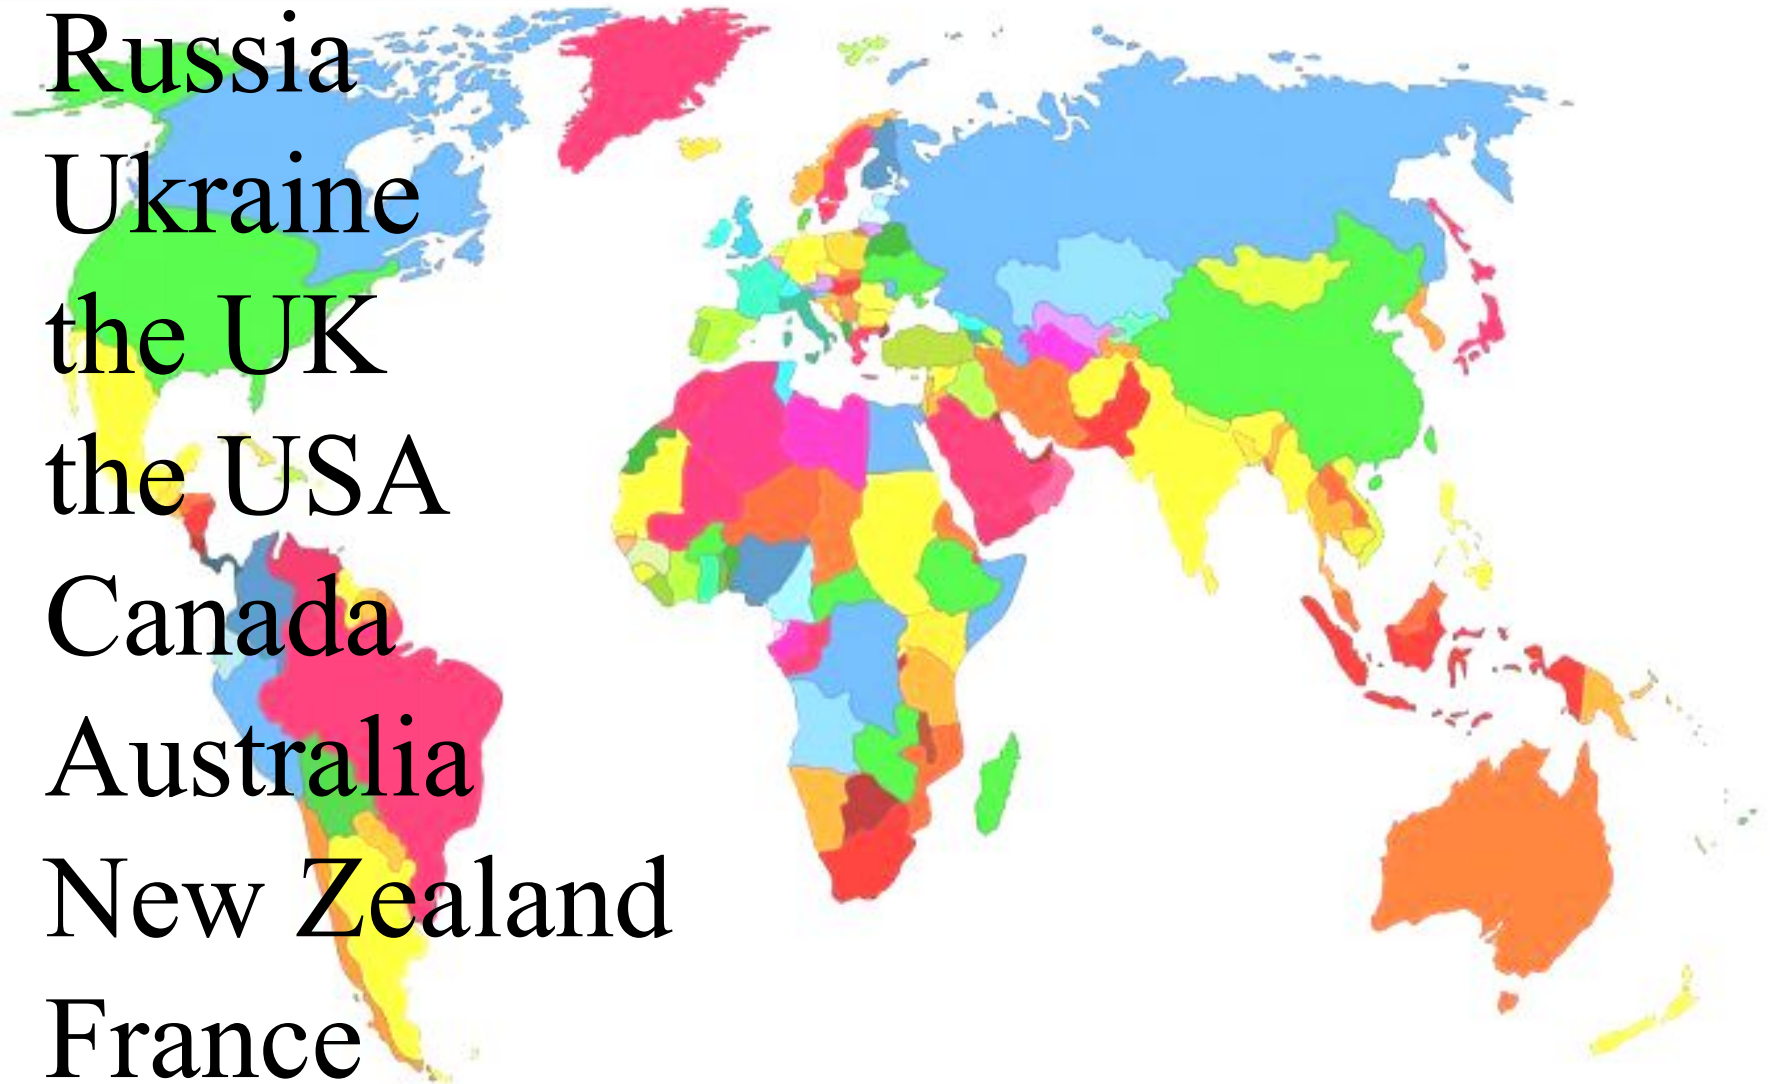 Russia
Ukraine
the UK
the USA
Canada
Australia
New Zealand
France